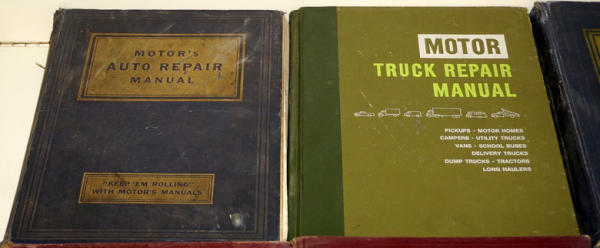 MOTOR'S
AUTO REPAIR
MANUAL
"KEEP 'EM ROLLING"
WITH MOTOR'S MANUALS
MOTOR
TRUCK REPAIR
MANUAL
PICKUPS · MOTOR HOMES
CAMPERS · UTILITY TRUCKS
VANS · SCHOOL BUSES
DELIVERY TRUCKS
DUMP TRUCKS · TRACTORS
LONG HAULERS